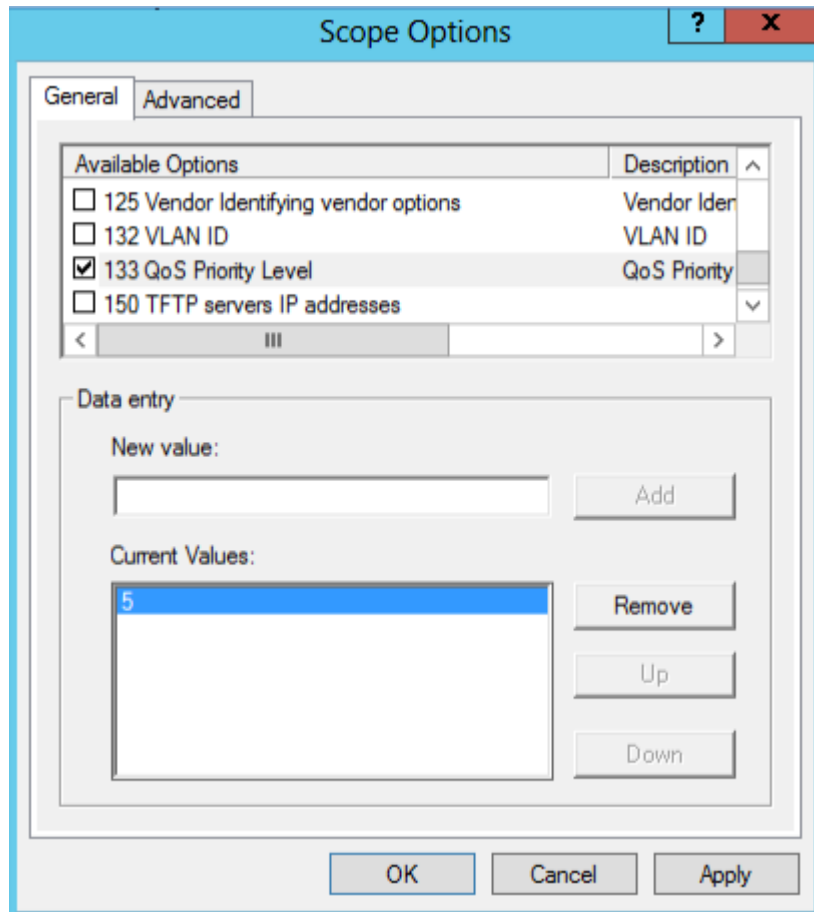 Scope Options
?
x
General
Advanced
Available Options
Description
125 Vendor Identifying vendor options
Vendor Iden
132 VLAN ID
VLAN ID
133 QoS Priority Level
QoS Priority
150 TFTP servers IP addresses
Data entry
New value:
Add
Current Values:
5
Remove
Up
Down
OK
Cancel
Apply